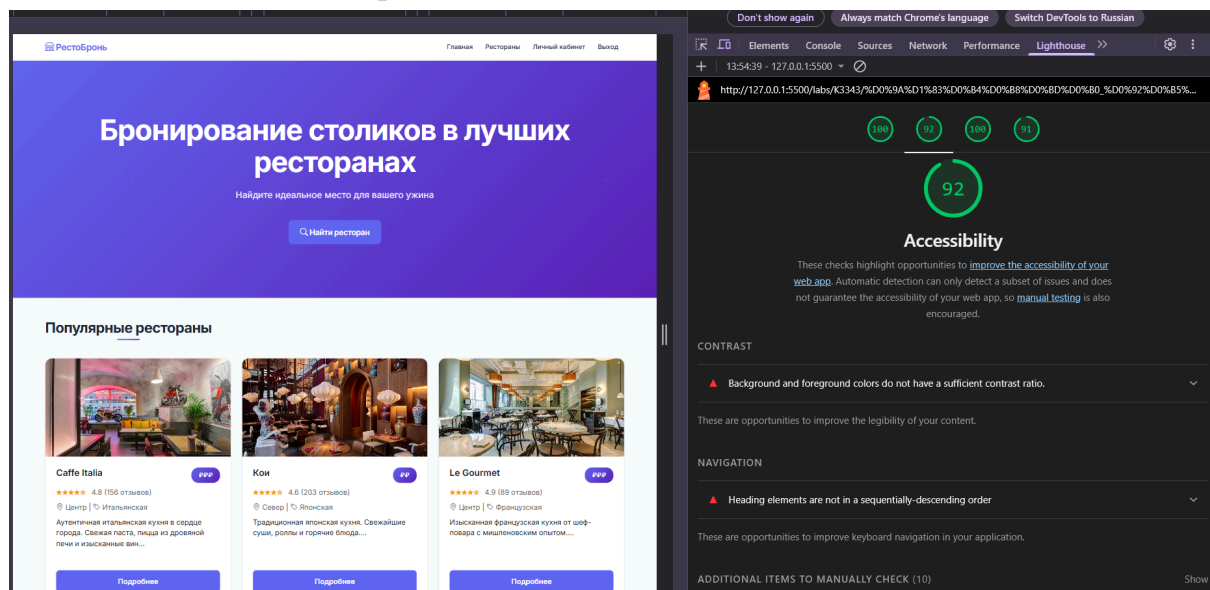 РестоБронь
Главная Рестораны Личный кабинет Выход
Бронирование столиков в лучших
ресторанах
Найдите идеальное место для вашего ужина
Найти ресторан
Популярные рестораны
Caffe Italia
₽₽₽
4.8 (156 отзывов)
Центр | Итальянская
Аутентичная итальянская кухня в сердце
города. Свежая паста, пицца из дровяной
печи и изысканные вин...
Подробнее
Кои
₽₽
4.6 (203 отзывов)
Север | Японская
Традиционная японская кухня. Свежайшие
суши, роллы и горячие блюда....
Подробнее
Le Gourmet
₽₽₽
4.9 (89 отзывов)
Центр | Французская
Изысканная французская кухня от шеф-
повара с мишленовским опытом....
Подробнее
Don't show again Always match Chrome's language Switch DevTools to Russian
Elements Console Sources Network Performance Lighthouse
13:54:39 - 127.0.0.1:5500
http://127.0.0.1:5500/labs/K3343/%D0%9A%D1%83%D0%B4%D0%B8%D0%BD%D0%B0_%D0%92%D0%B5%...
100 92 100 91
92
Accessibility
These checks highlight opportunities to improve the accessibility of your
web app. Automatic detection can only detect a subset of issues and does
not guarantee the accessibility of your web app, so manual testing is also
encouraged.
CONTRAST
Background and foreground colors do not have a sufficient contrast ratio.
These are opportunities to improve the legibility of your content.
NAVIGATION
Heading elements are not in a sequentially-descending order
These are opportunities to improve keyboard navigation in your application.
ADDITIONAL ITEMS TO MANUALLY CHECK (10) Show